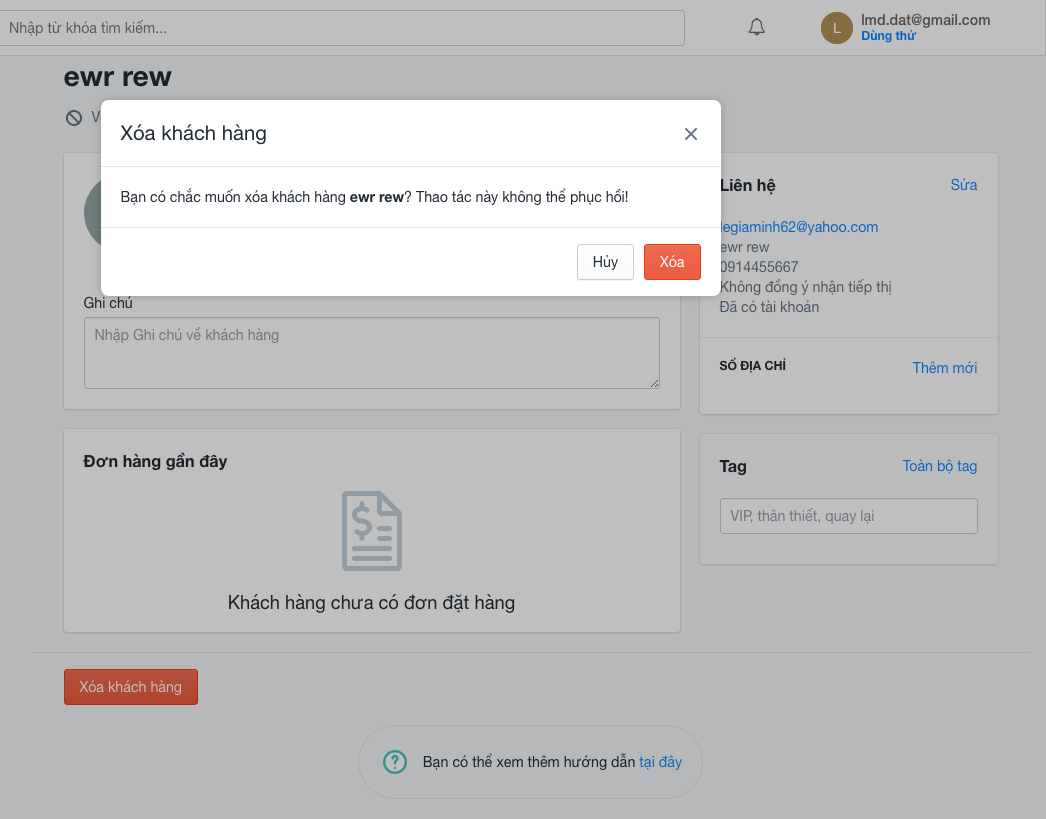 Nhập từ khóa tìm kiếm...
L
lmd.dat@gmail.com
Dùng thử
ewr rew
Xóa khách hàng
Bạn có chắc muốn xóa khách hàng ewr rew? Thao tác này không thể phục hồi!
Hủy
Xóa
Ghi chú
Nhập Ghi chú về khách hàng
Đơn hàng gần đây
Khách hàng chưa có đơn đặt hàng
Liên hệ
Sửa
legiaminh62@yahoo.com
ewr rew
0914455667
Không đồng ý nhận tiếp thị
Đã có tài khoản
SỔ ĐỊA CHỈ
Thêm mới
Tag
Toàn bộ tag
VIP, thân thiết, quay lại
Xóa khách hàng
Bạn có thể xem thêm hướng dẫn tại đây